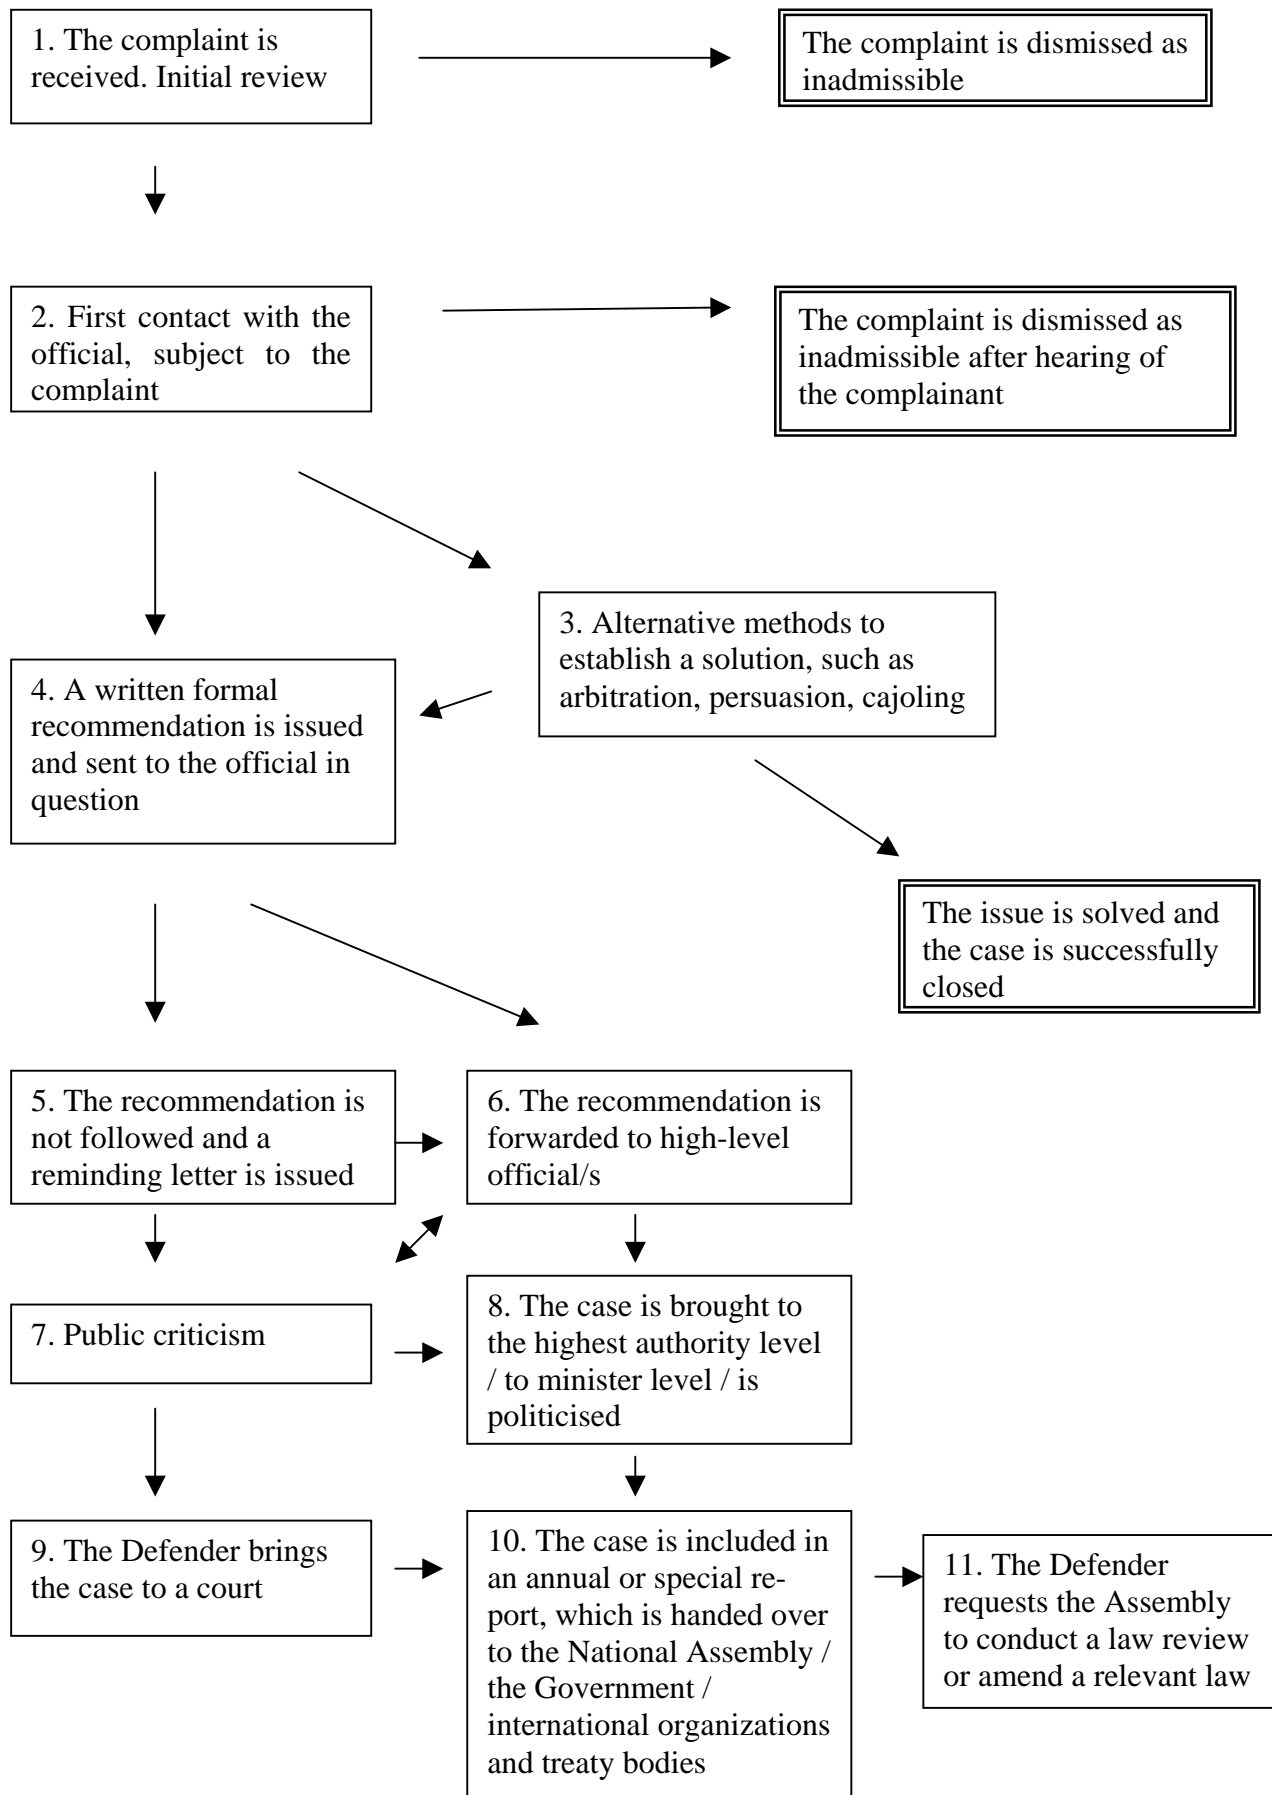 1. The complaint is
received. Initial review
The complaint is dismissed as
inadmissible
2. First contact with the
official, subject to the
complaint
The complaint is dismissed as
inadmissible after hearing of
the complainant
3. Alternative methods to
establish a solution, such as
arbitration, persuasion, cajoling
4. A written formal
recommendation is issued
and sent to the official in
question
The issue is solved and
the case is successfully
closed
5. The recommendation is
not followed and a
reminding letter is issued
6. The recommendation is
forwarded to high-level
official/s
7. Public criticism
8. The case is brought to
the highest authority level
/ to minister level / is
politicised
9. The Defender brings
the case to a court
10. The case is included in
an annual or special re-
port, which is handed over
to the National Assembly /
the Government /
international organizations
and treaty bodies
11. The Defender
requests the Assembly
to conduct a law review
or amend a relevant law